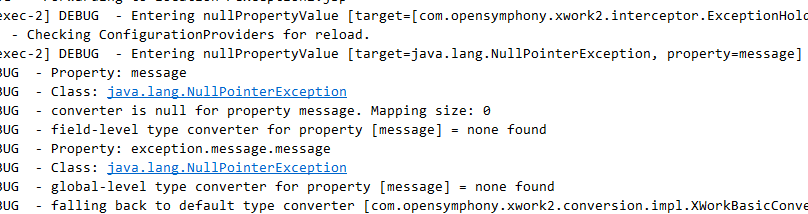 exec-2] DEBUG  - Entering nullPropertyValue [target=[com.opensymphony.xwork2.interceptor.ExceptionHol
 - Checking ConfigurationProviders for reload.
exec-2] DEBUG  - Entering nullPropertyValue [target=java.lang.NullPointerException, property=message]
BUG  - Property: message
BUG  - Class: java.lang.NullPointerException
BUG  - converter is null for property message. Mapping size: 0
BUG  - field-level type converter for property [message] = none found
BUG  - Property: exception.message.message
BUG  - Class: java.lang.NullPointerException
BUG  - global-level type converter for property [message] = none found
BUG  - falling back to default type converter [com.opensymphony.xwork2.conversion.impl.XWorkBasicConve